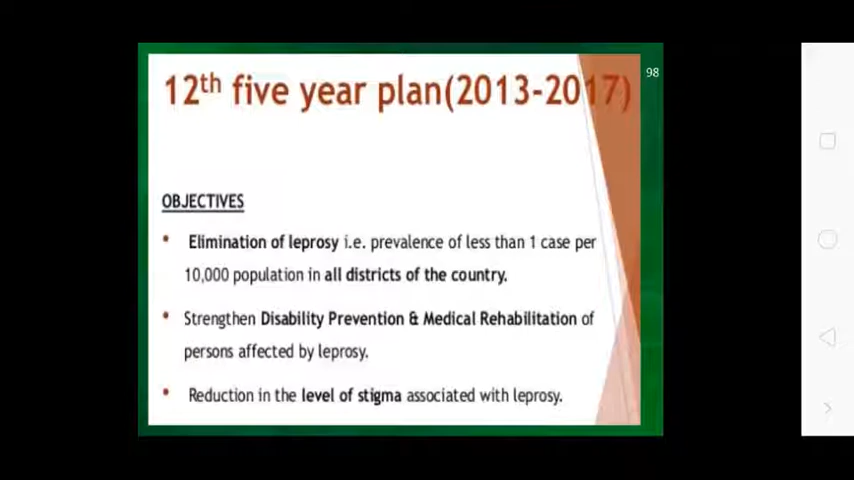 98
12th five year plan(2013-2017)
OBJECTIVES
• Elimination of leprosy i.e. prevalence of less than 1 case per
10,000 population in all districts of the country.
• Strengthen Disability Prevention & Medical Rehabilitation of
persons affected by leprosy.
• Reduction in the level of stigma associated with leprosy.